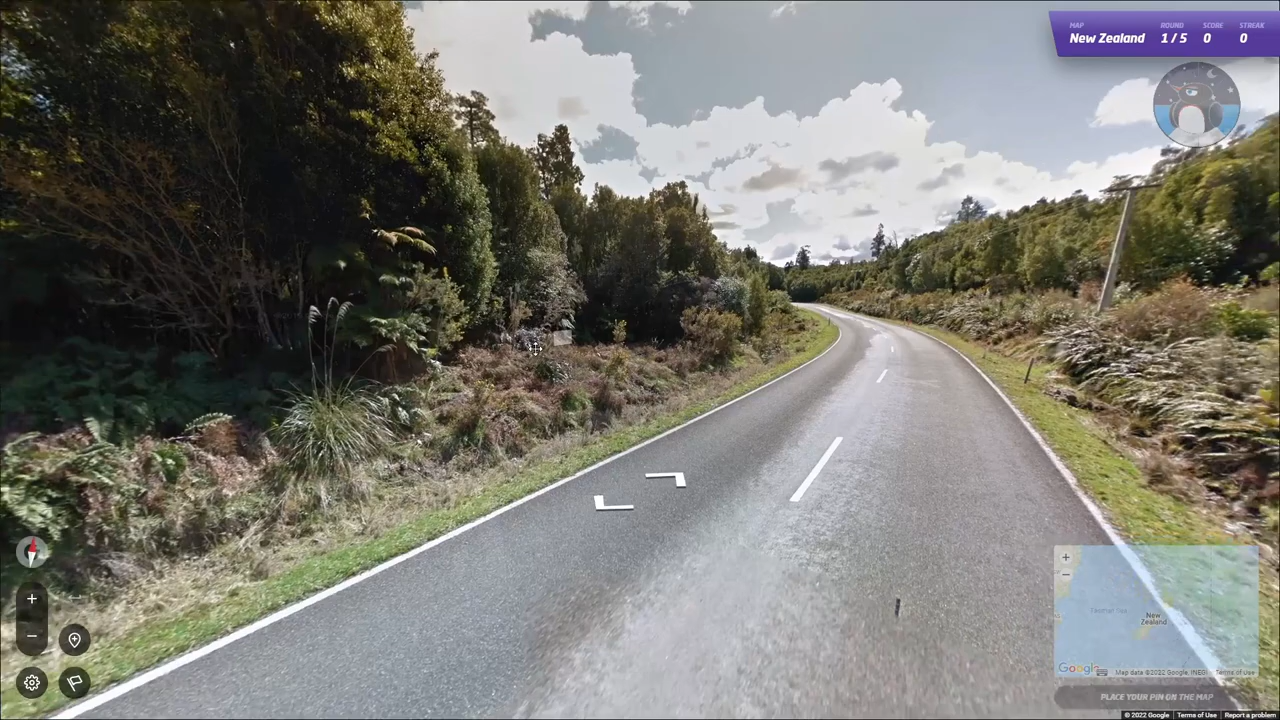 MAP
New Zealand
ROUND
1 / 5
SCORE
0
STREAK
0
+
−
Tasman Sea
New
Zealand
Google
Map data ©2022 Google, INEGI
Terms of Use
PLACE YOUR PIN ON THE MAP
© 2022 Google
Terms of Use
Report a problem